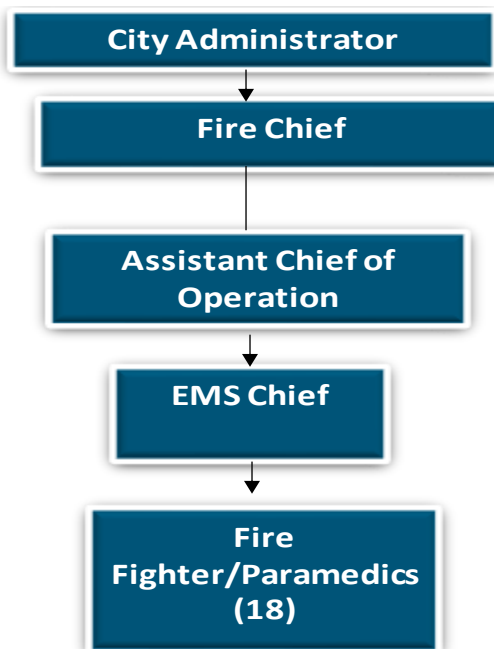 City Administrator
Fire Chief
Assistant Chief of
Operation
EMS Chief
Fire
Fighter/Paramedics
(18)